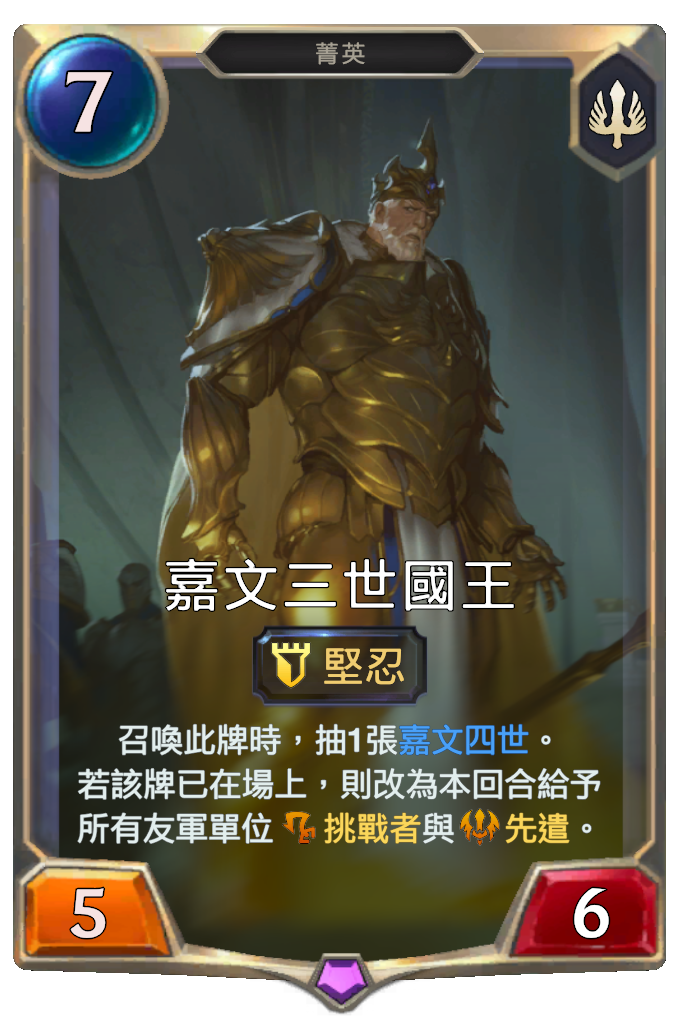 菁英
7
嘉文三世國王
堅忍
召喚此牌時，抽1張嘉文四世。
若該牌已在場上，則改為本回合給予
所有友軍單位 挑戰者與 先遣。
5
6